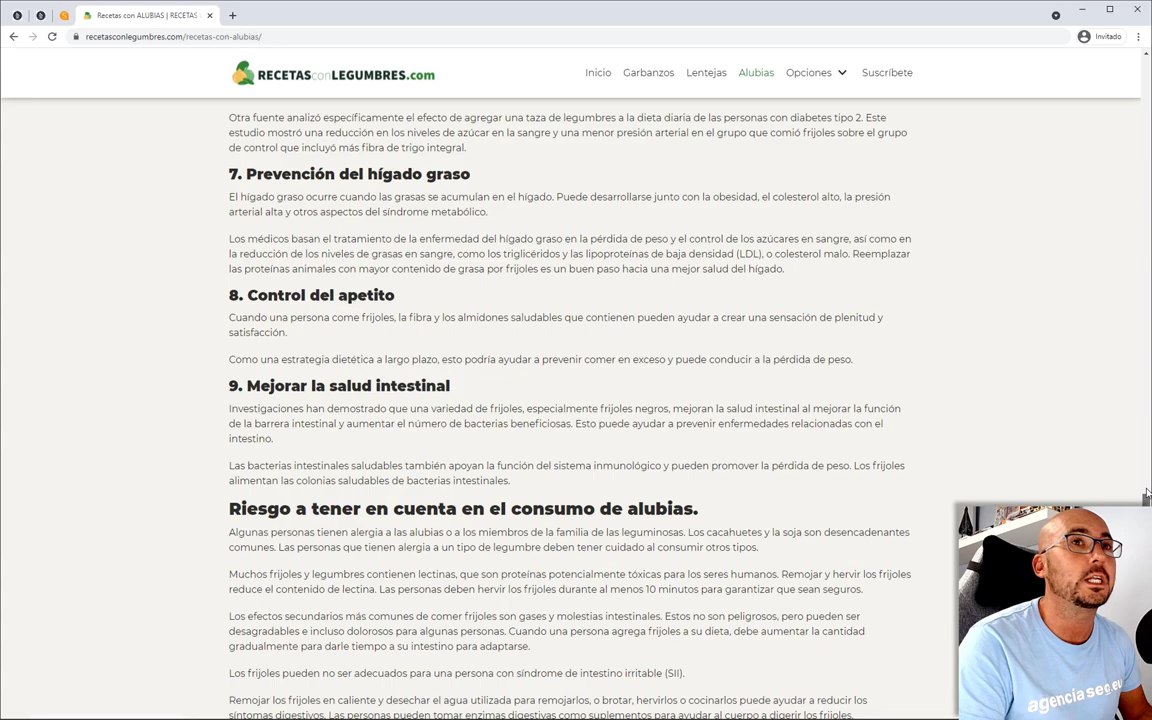 Recetas con ALUBIAS | RECETAS
recetasconlegumbres.com/recetas-con-alubias/
Invitado
RECETASconLEGUMBRES.com
Inicio
Garbanzos
Lentejas
Alubias
Opciones
Suscríbete
Otra fuente analizó específicamente el efecto de agregar una taza de legumbres a la dieta diaria de las personas con diabetes tipo 2. Este
estudio mostró una reducción en los niveles de azúcar en la sangre y una menor presión arterial en el grupo que comió frijoles sobre el grupo
de control que incluyó más fibra de trigo integral.
7. Prevención del hígado graso
El hígado graso ocurre cuando las grasas se acumulan en el hígado. Puede desarrollarse junto con la obesidad, el colesterol alto, la presión
arterial alta y otros aspectos del síndrome metabólico.
Los médicos basan el tratamiento de la enfermedad del hígado graso en la pérdida de peso y el control de los azúcares en sangre, así como en
la reducción de los niveles de grasas en sangre, como los triglicéridos y las lipoproteínas de baja densidad (LDL), o colesterol malo. Reemplazar
las proteínas animales con mayor contenido de grasa por frijoles es un buen paso hacia una mejor salud del hígado.
8. Control del apetito
Cuando una persona come frijoles, la fibra y los almidones saludables que contienen pueden ayudar a crear una sensación de plenitud y
satisfacción.
Como una estrategia dietética a largo plazo, esto podría ayudar a prevenir comer en exceso y puede conducir a la pérdida de peso.
9. Mejorar la salud intestinal
Investigaciones han demostrado que una variedad de frijoles, especialmente frijoles negros, mejoran la salud intestinal al mejorar la función
de la barrera intestinal y aumentar el número de bacterias beneficiosas. Esto puede ayudar a prevenir enfermedades relacionadas con el
intestino.
Las bacterias intestinales saludables también apoyan la función del sistema inmunológico y pueden promover la pérdida de peso. Los frijoles
alimentan las colonias saludables de bacterias intestinales.
Riesgo a tener en cuenta en el consumo de alubias.
Algunas personas tienen alergia a las alubias o a los miembros de la familia de las leguminosas. Los cacahuetes y la soja son desencadenantes
comunes. Las personas que tienen alergia a un tipo de legumbre deben tener cuidado al consumir otros tipos.
Muchos frijoles y legumbres contienen lectinas, que son proteínas potencialmente tóxicas para los seres humanos. Remojar y hervir los frijoles
reduce el contenido de lectina. Las personas deben hervir los frijoles durante al menos 10 minutos para garantizar que sean seguros.
Los efectos secundarios más comunes de comer frijoles son gases y molestias intestinales. Estos no son peligrosos, pero pueden ser
desagradables e incluso dolorosos para algunas personas. Cuando una persona agrega frijoles a su dieta, debe aumentar la cantidad
gradualmente para darle tiempo a su intestino para adaptarse.
Los frijoles pueden no ser adecuados para una persona con síndrome de intestino irritable (SII).
Remojar los frijoles en caliente y desechar el agua utilizada para remojarlos, o brotar, hervirlos o cocinarlos puede ayudar a reducir los
síntomas digestivos. Las personas pueden tomar enzimas digestivas como suplementos para ayudar al cuerpo a digerir los frijoles.
agenciaseo.eu